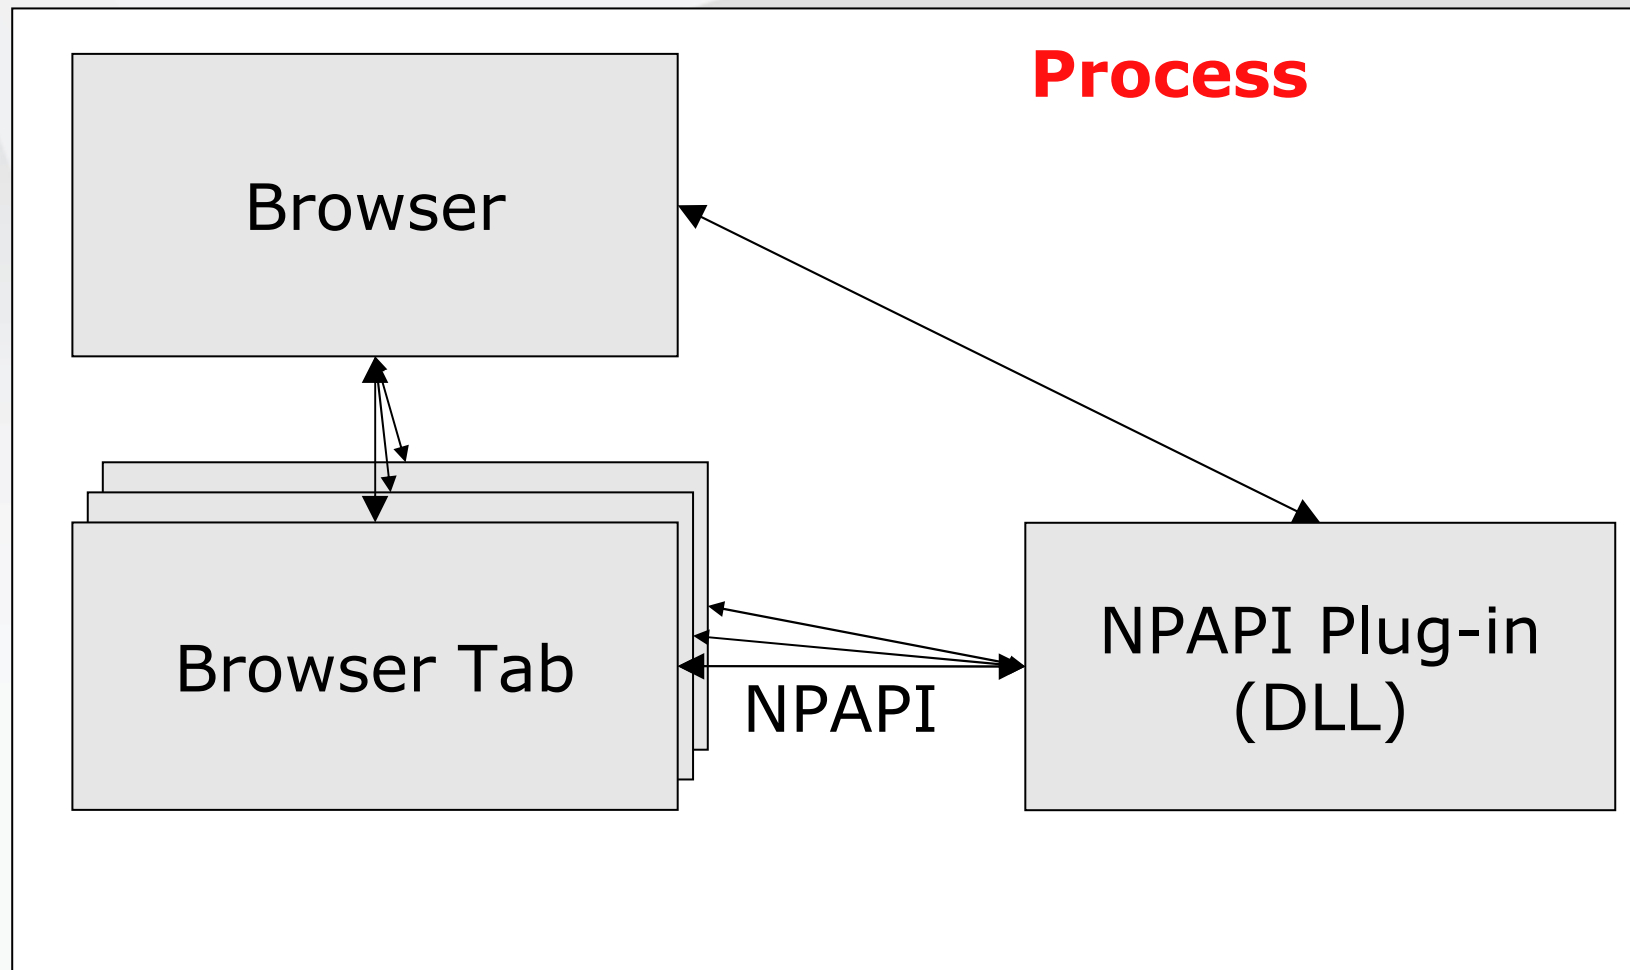 Process
Browser
Browser Tab
NPAPI
NPAPI Plug-in
(DLL)